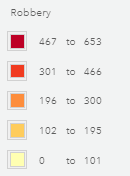 Robbery
467 to 653
301 to 466
196 to 300
102 to 195
0 to 101